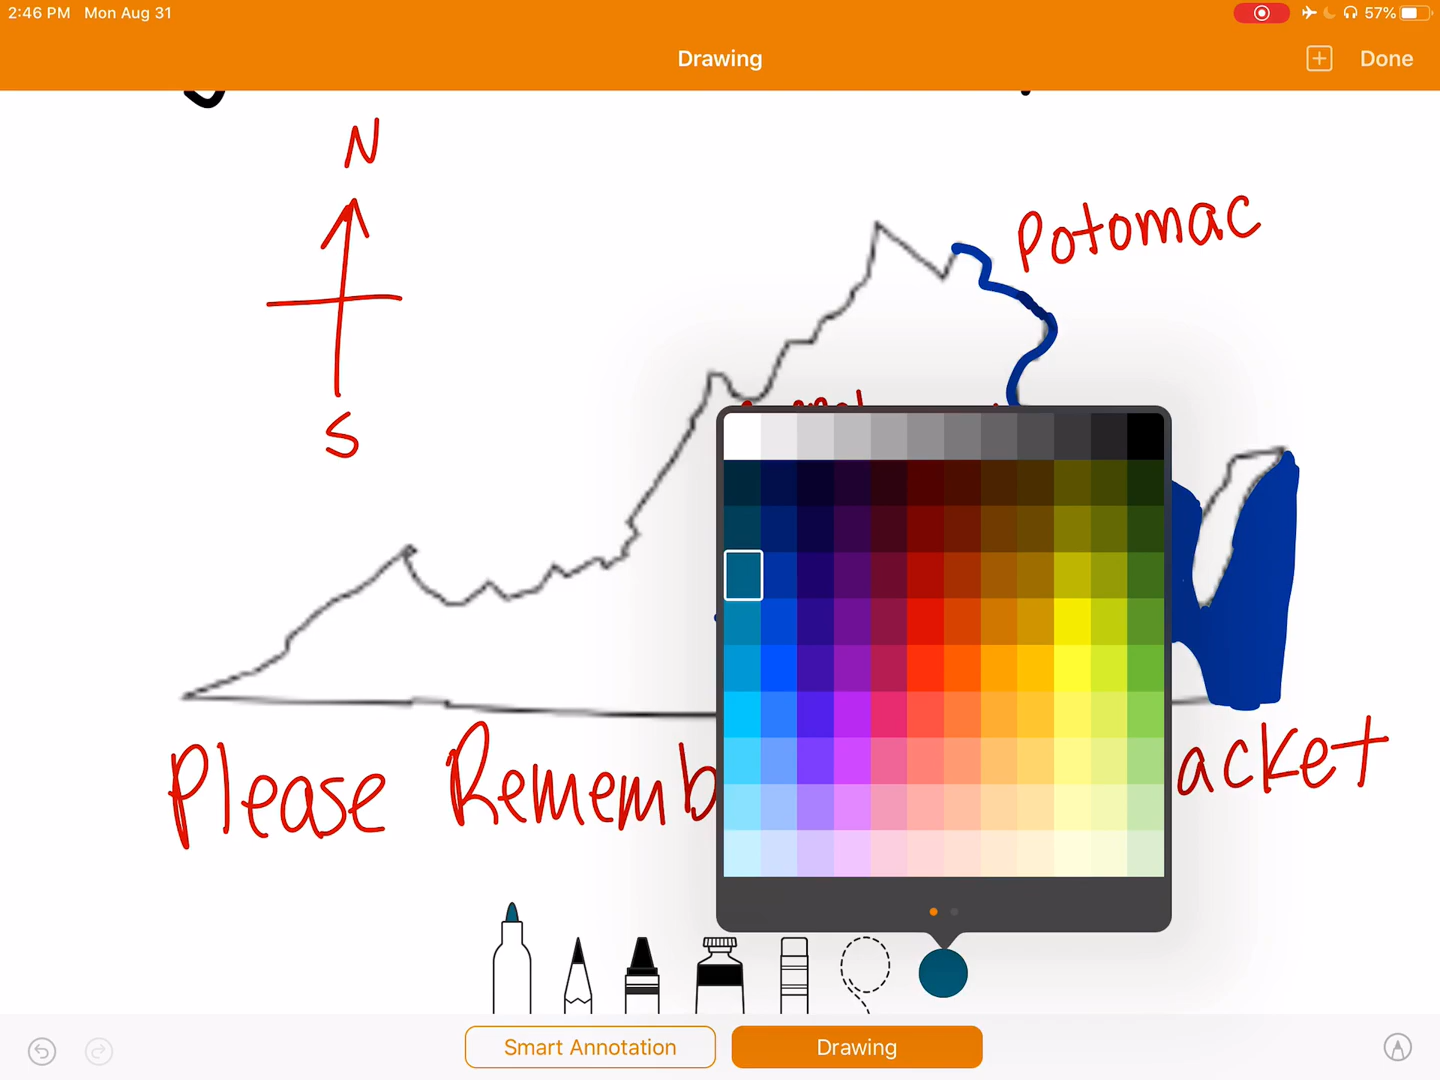 2:46 PM Mon Aug 31
57%
Drawing
Done
N
Potomac
S
Please Rememb
acket
Smart Annotation
Drawing